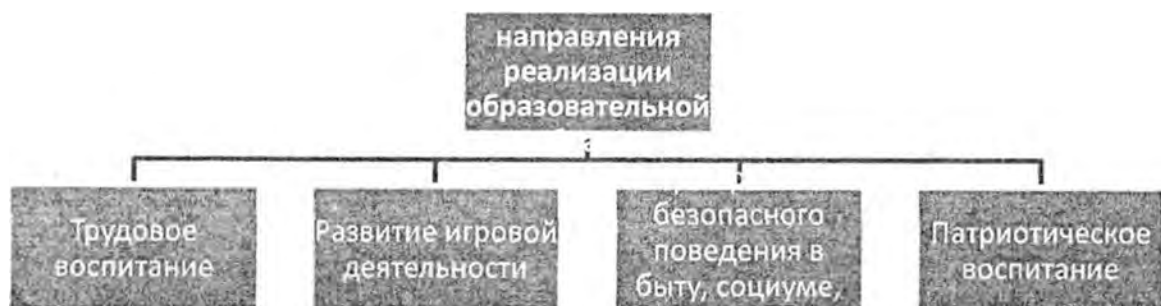 направления
реализации
образовательной
Трудовое
воспитание
Развитие игровой
деятельности
безопасного
поведения в
быту, социуме,
Патриотическое
воспитание